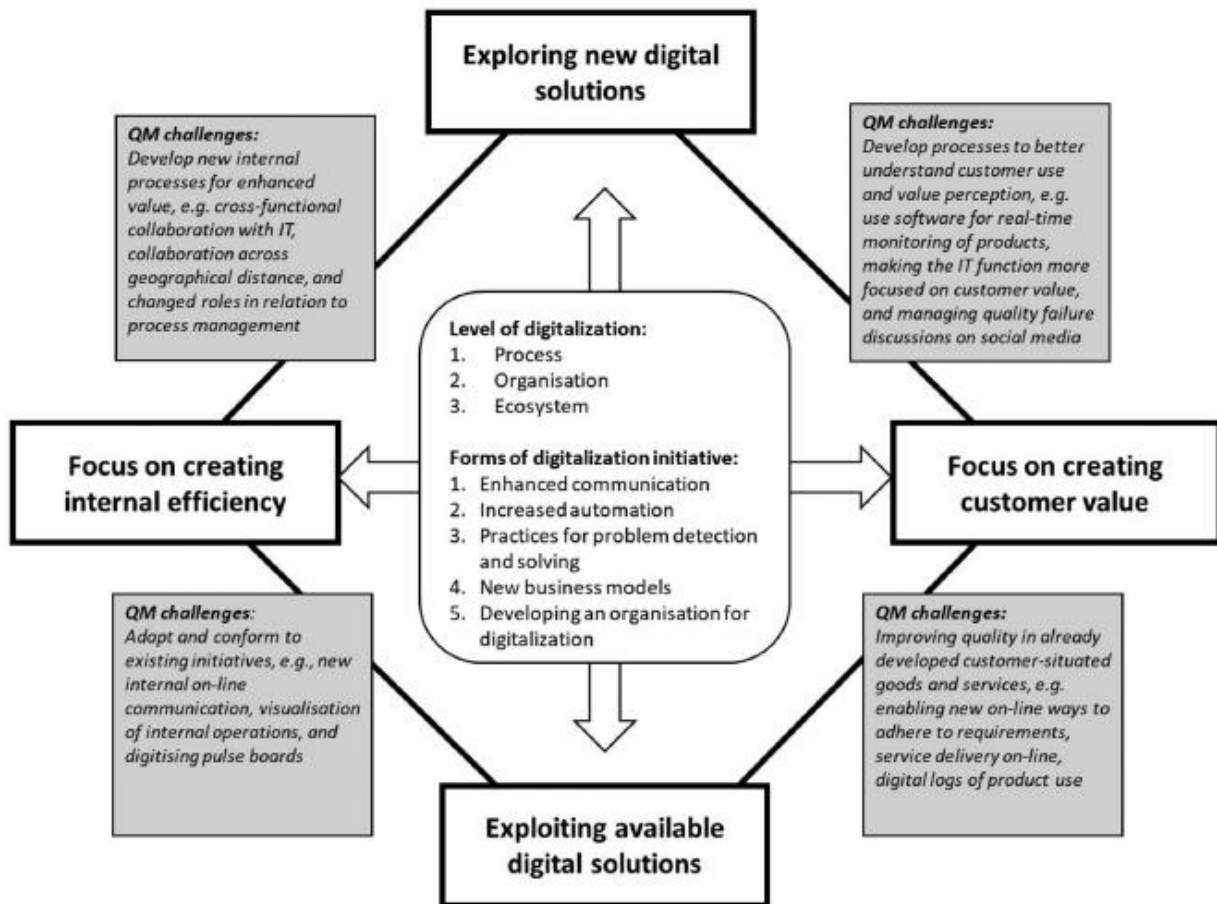 Exploring new digital
solutions
QM challenges:
Develop new internal
processes for enhanced
value, e.g. cross-functional
collaboration with IT,
collaboration across
geographical distance, and
changed roles in relation to
process management
QM challenges:
Develop processes to better
understand customer use
and value perception, e.g.
use software for real-time
monitoring of products,
making the IT function more
focused on customer value,
and managing quality failure
discussions on social media
Level of digitalization:
1. Process
2. Organisation
3. Ecosystem
Forms of digitalization initiative:
1. Enhanced communication
2. Increased automation
3. Practices for problem detection
and solving
4. New business models
5. Developing an organisation for
digitalization
Focus on creating
internal efficiency
Focus on creating
customer value
QM challenges:
Adopt and conform to
existing initiatives, e.g., new
internal on-line
communication, visualisation
of internal operations, and
digitising pulse boards
QM challenges:
Improving quality in already
developed customer-situated
goods and services, e.g.
enabling new on-line ways to
adhere to requirements,
service delivery on-line,
digital logs of product use
Exploiting available
digital solutions